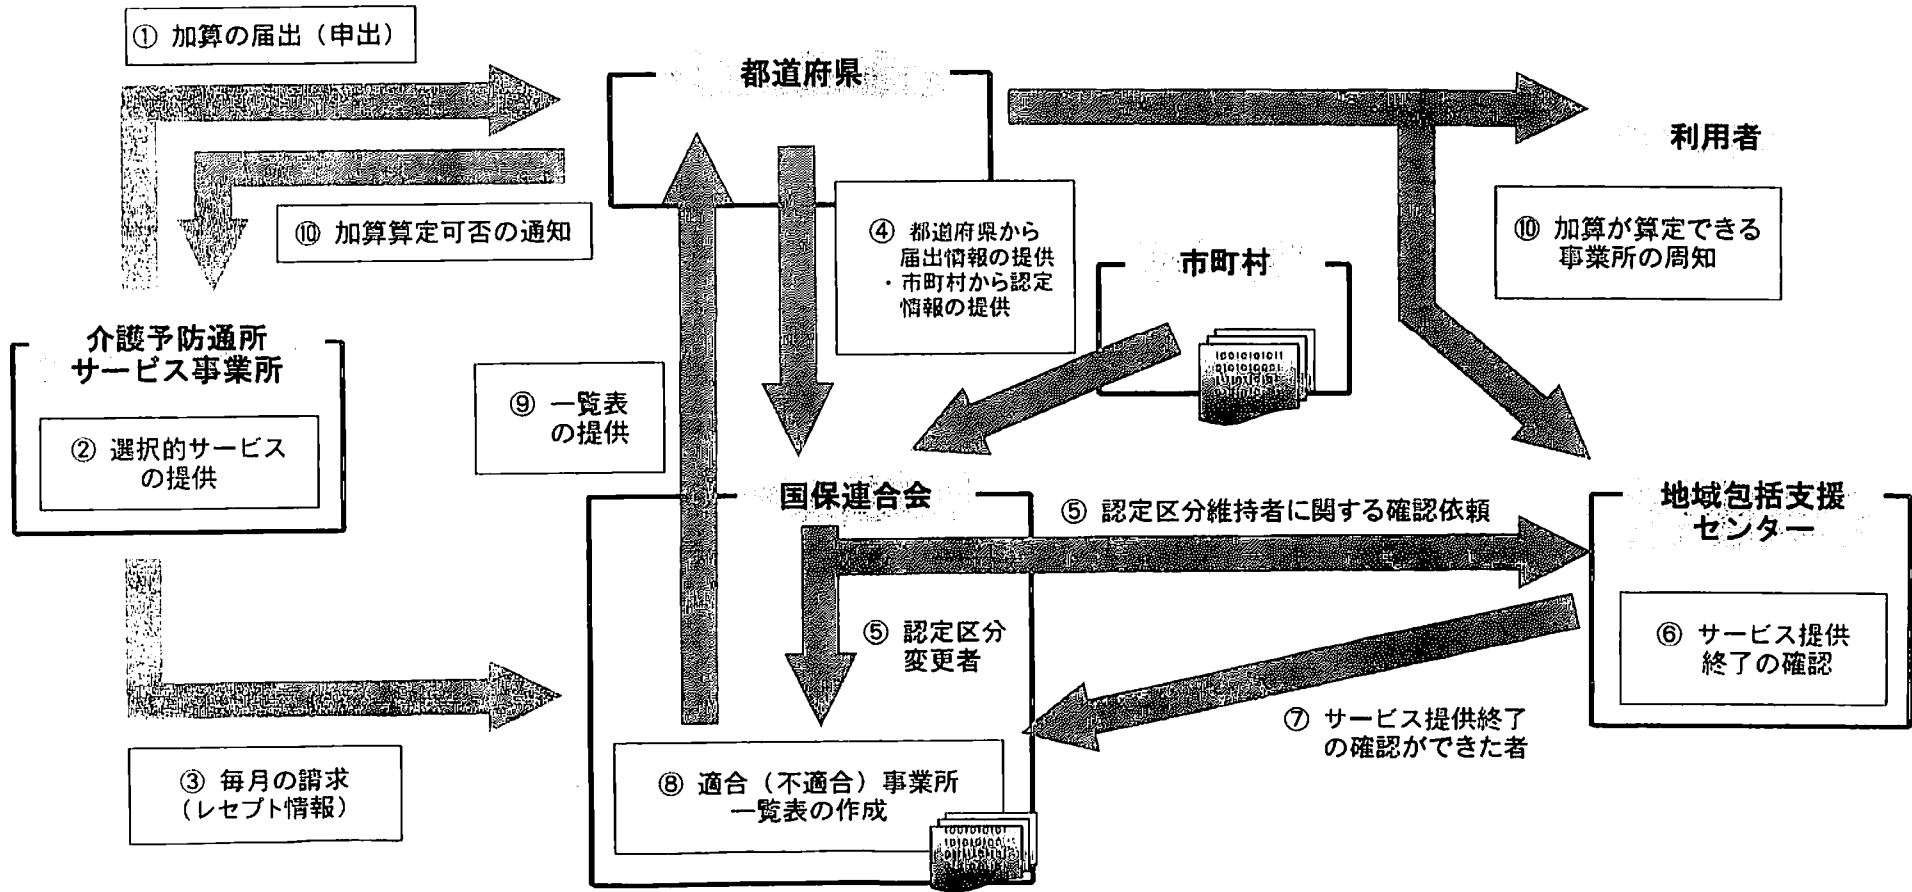 ① 加算の届出（申出）
都道府県
利用者
⑩ 加算算定可否の通知
④ 都道府県から
届出情報の提供
・市町村から認定
情報の提供
市町村
⑩ 加算が算定できる
事業所の周知
介護予防通所
サービス事業所
② 選択的サービス
の提供
⑨ 一覧表
の提供
国保連合会
⑤ 認定区分維持者に関する確認依頼
地域包括支援
センター
⑤ 認定区分
変更者
⑥ サービス提供
終了の確認
⑦ サービス提供終了
の確認ができた者
③ 毎月の請求
（レセプト情報）
⑧ 適合（不適合）事業所
一覧表の作成